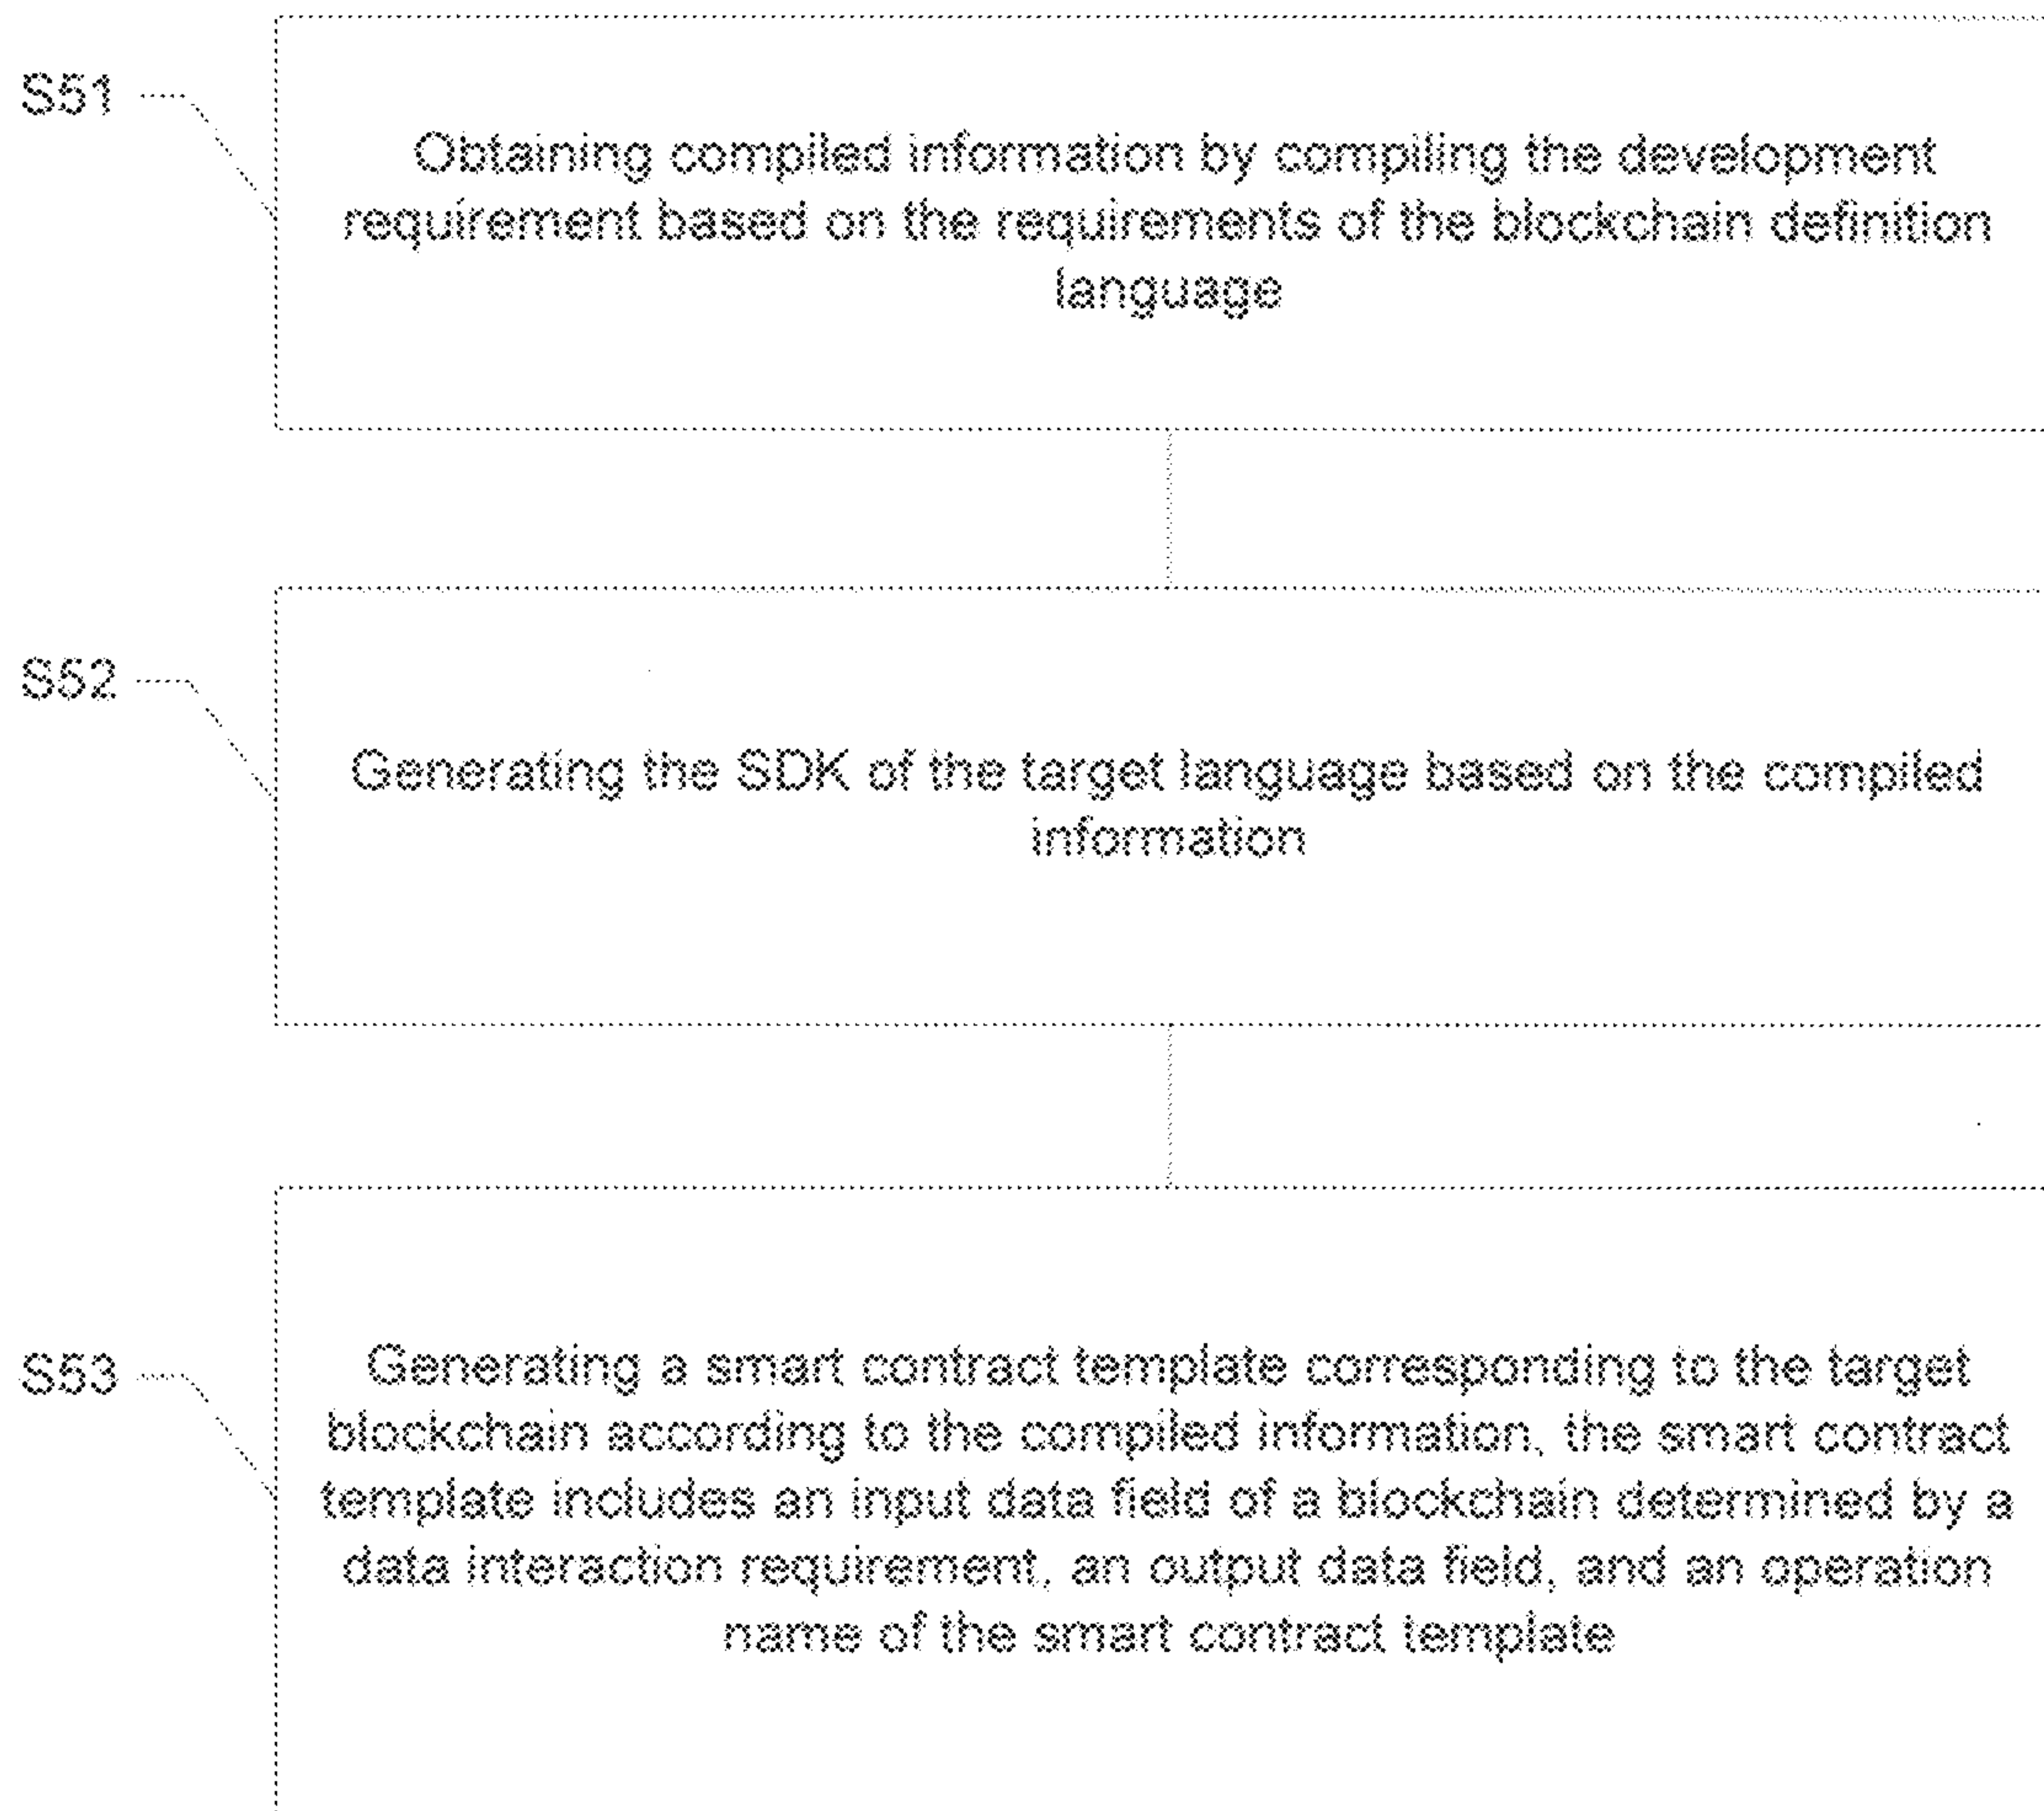 S51
Obtaining compiled information by compiling the development
requirement based on the requirements of the blockchain definition
language
S52
Generating the SDK of the target language based on the compiled
information
S53
Generating a smart contract template corresponding to the target
blockchain according to the compiled information, the smart contract
template includes an input data field of a blockchain determined by a
data interaction requirement, an output data field, and an operation
name of the smart contract template